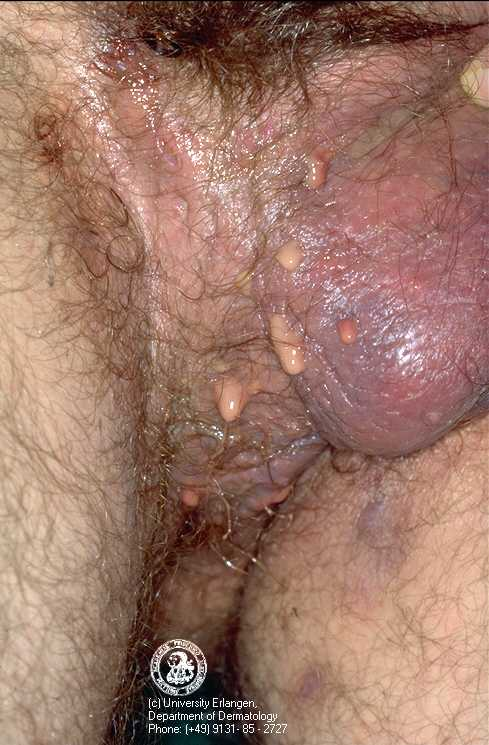 (c) University Erlangen,
Department of Dermatology
Phone: (+49) 9131- 85 - 2727